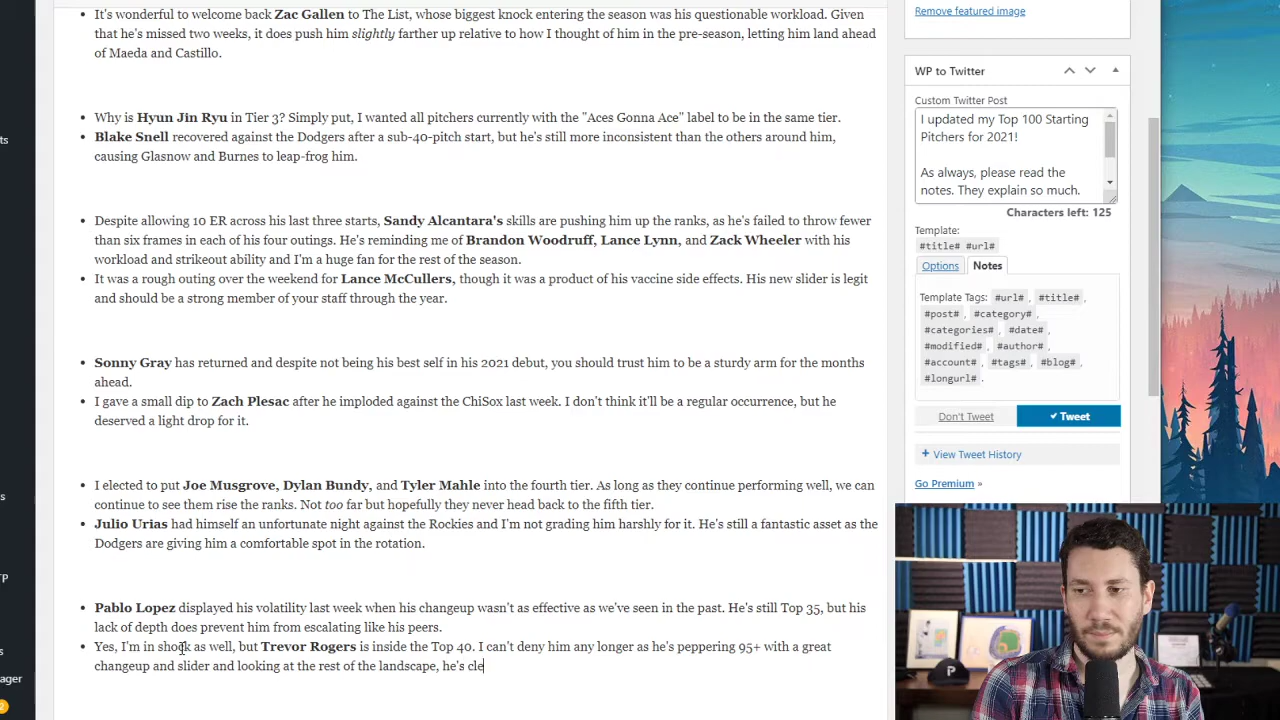 It's wonderful to welcome back Zac Gallen to The List, whose biggest knock entering the season was his questionable workload. Given
that he's missed two weeks, it does push him slightly farther up relative to how I thought of him in the pre-season, letting him land ahead
of Maeda and Castillo.
Why is Hyun Jin Ryu in Tier 3? Simply put, I wanted all pitchers currently with the "Aces Gonna Ace" label to be in the same tier.
Blake Snell recovered against the Dodgers after a sub-40-pitch start, but he's still more inconsistent than the others around him,
causing Glasnow and Burnes to leap-frog him.
Despite allowing 10 ER across his last three starts, Sandy Alcantara's skills are pushing him up the ranks, as he's failed to throw fewer
than six frames in each of his four outings. He's reminding me of Brandon Woodruff, Lance Lynn, and Zack Wheeler with his
workload and strikeout ability and I'm a huge fan for the rest of the season.
It was a rough outing over the weekend for Lance McCullers, though it was a product of his vaccine side effects. His new slider is legit
and should be a strong member of your staff through the year.
Sonny Gray has returned and despite not being his best self in his 2021 debut, you should trust him to be a sturdy arm for the months
ahead.
I gave a small dip to Zach Plesac after he imploded against the ChiSox last week. I don't think it'll be a regular occurrence, but he
deserved a light drop for it.
I elected to put Joe Musgrove, Dylan Bundy, and Tyler Mahle into the fourth tier. As long as they continue performing well, we can
continue to see them rise the ranks. Not too far but hopefully they never head back to the fifth tier.
Julio Urias had himself an unfortunate night against the Rockies and I'm not grading him harshly for it. He's still a fantastic asset as the
Dodgers are giving him a comfortable spot in the rotation.
Pablo Lopez displayed his volatility last week when his changeup wasn't as effective as we've seen in the past. He's still Top 35, but his
lack of depth does prevent him from escalating like his peers.
Yes, I'm in shock as well, but Trevor Rogers is inside the Top 40. I can't deny him any longer as he's peppering 95+ with a great
changeup and slider and looking at the rest of the landscape, he's cle
Remove featured image
WP to Twitter
Custom Twitter Post
I updated my Top 100 Starting
Pitchers for 2021!
As always, please read the
notes. They explain so much.
Characters left: 125
Template:
#title# #url#
Options Notes
Template Tags: #url# , #title# ,
#post# , #category# ,
#categories# , #date# ,
#modified# , #author# ,
#account# , #tags# , #blog# ,
#longurl# .
Don't Tweet ✔ Tweet
+ View Tweet History
Go Premium »
ts
s
rp
nager
2
P